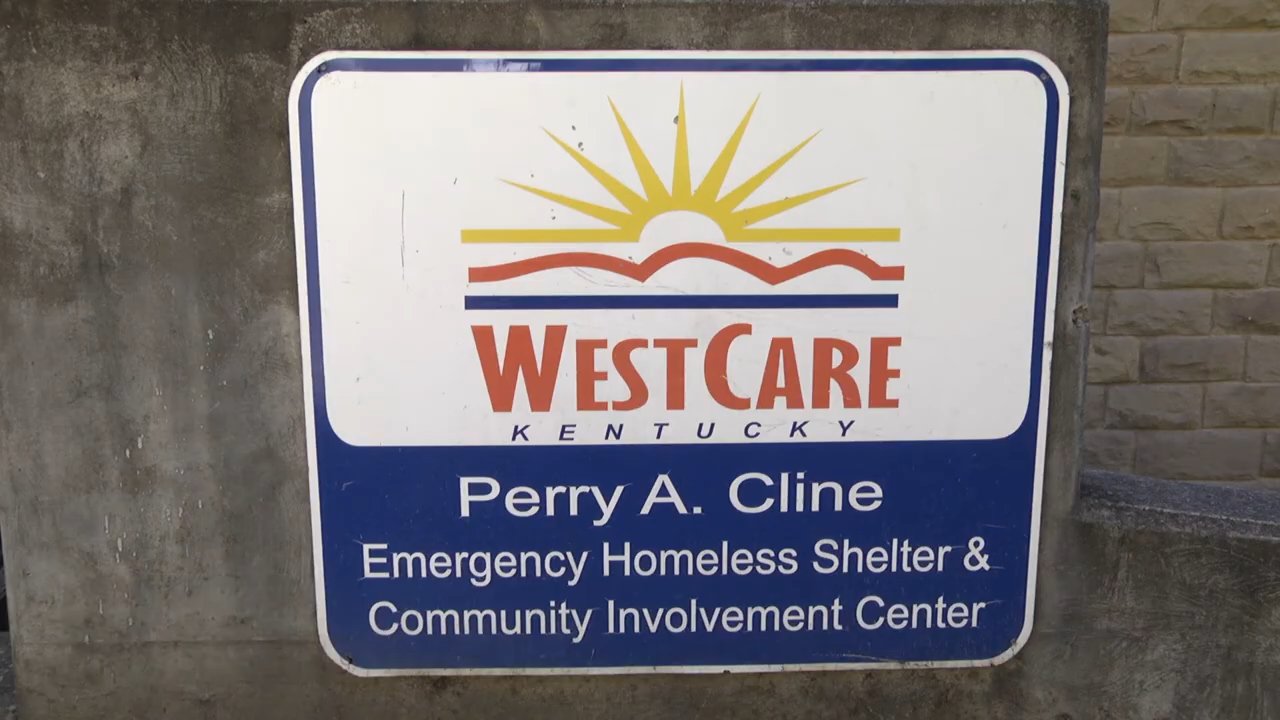 WESTCARE
KENTUCKY
Perry A. Cline
Emergency Homeless Shelter &
Community Involvement Center